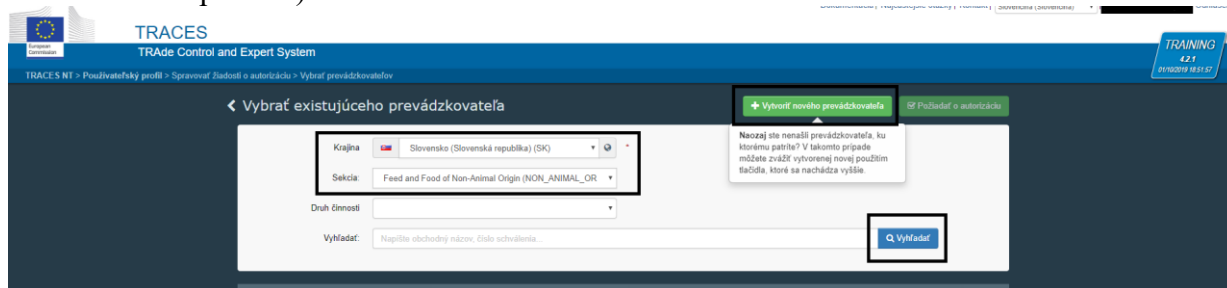 TRACES
TRAde Control and Expert System
European
Commission
TRAINING
4.2.1
01/10/2019 18:51:57
TRACES NT > Používateľský profil > Spravovať žiadosti o autorizáciu > Vybrať prevádzkovateľov
Vybrať existujúceho prevádzkovateľa
Vytvoriť nového prevádzkovateľa
Požiadať o autorizáciu
Naozaj ste nenašli prevádzkovateľa, ku
ktorému patríte? V takomto prípade
môžete zvážiť vytvorenej novej použitím
tlačidla, ktoré sa nachádza vyššie.
Krajina
Slovensko (Slovenská republika) (SK)
*
Sekcia:
Feed and Food of Non-Animal Origin (NON_ANIMAL_OR
Druh činnosti
Vyhľadať:
Napíšte obchodný názov, číslo schválenia...
Vyhľadať